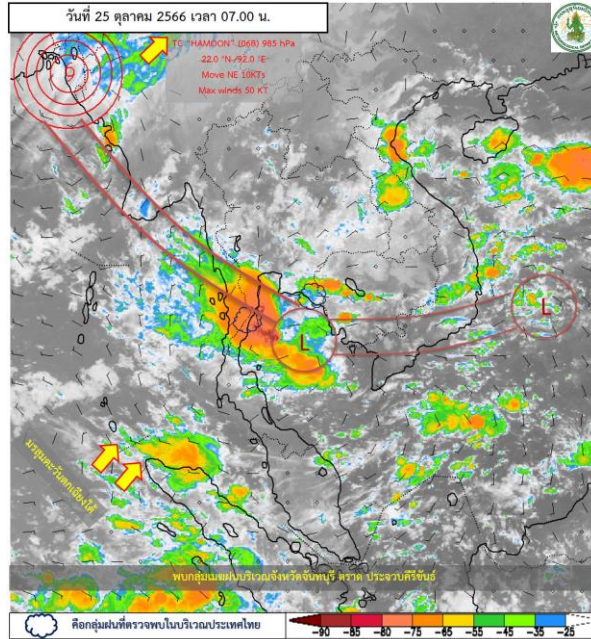 วันที่ 25 ตุลาคม 2566 เวลา 07.00 น.
TC "HAMOON" (06B) 985 hPa
22.0 °N /92.0 °E
Move NE 10KTs
Max winds 50 KT
L
L
มรสุมตะวันตกเฉียงใต้
พบกลุ่มเมฆฝนบริเวณจังหวัดจันทบุรี ตราด ประจวบคีรีขันธ์
คือกลุ่มฝนที่ตรวจพบในบริเวณประเทศไทย
-90 -85 -80 -75 -65 -55 -45 -35 -25